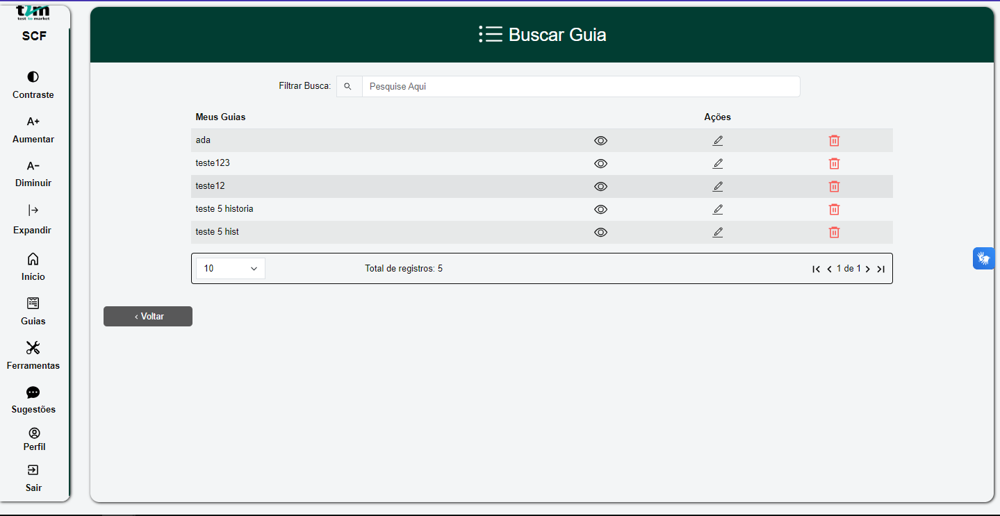 t2m
test to market
SCF
Contraste
A+
Aumentar
A-
Diminuir
Expandir
Início
Guias
Ferramentas
Sugestões
Perfil
Sair
Buscar Guia
Filtrar Busca:
Pesquise Aqui
Meus Guias Ações
ada
teste123
teste12
teste 5 historia
teste 5 hist
10 Total de registros: 5 1 de 1
‹ Voltar